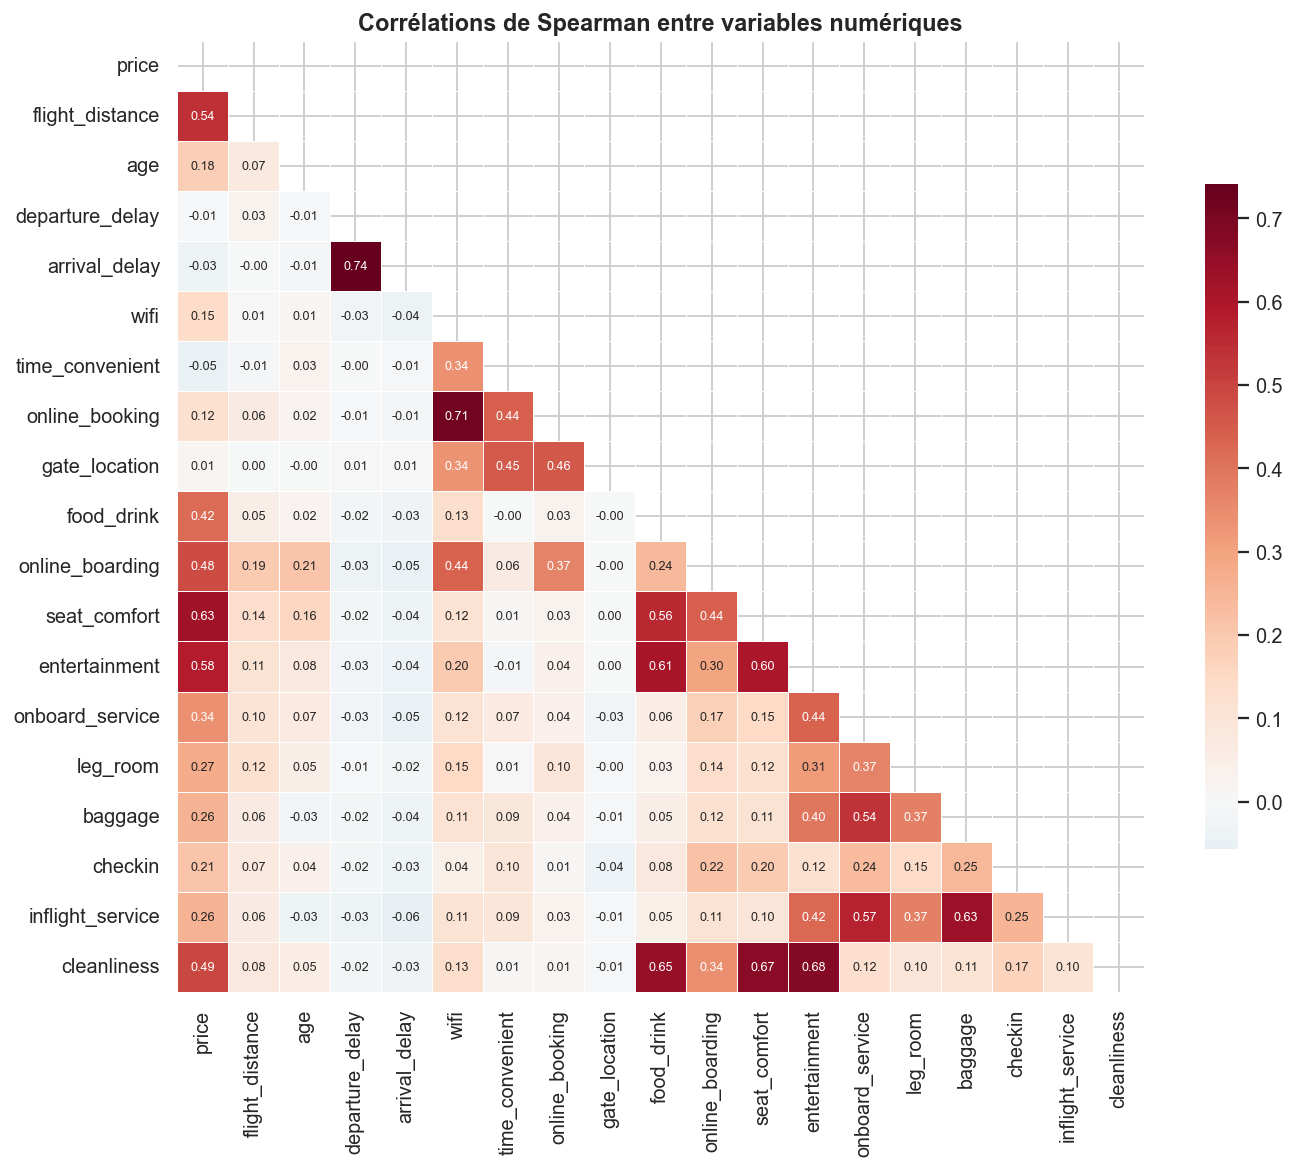 Corrélations de Spearman entre variables numériques
price
flight_distance 0.54
age 0.18 0.07
departure_delay -0.01 0.03 -0.01
arrival_delay -0.03 -0.00 -0.01 0.74
wifi 0.15 0.01 0.01 -0.03 -0.04
time_convenient -0.05 -0.01 0.03 -0.00 -0.01 0.34
online_booking 0.12 0.06 0.02 -0.01 -0.01 0.71 0.44
gate_location 0.01 0.00 -0.00 0.01 0.01 0.34 0.45 0.46
food_drink 0.42 0.05 0.02 -0.02 -0.03 0.13 -0.00 0.03 -0.00
online_boarding 0.48 0.19 0.21 -0.03 -0.05 0.44 0.06 0.37 -0.00 0.24
seat_comfort 0.63 0.14 0.16 -0.02 -0.04 0.12 0.01 0.03 0.00 0.56 0.44
entertainment 0.58 0.11 0.08 -0.03 -0.04 0.20 -0.01 0.04 0.00 0.61 0.30 0.60
onboard_service 0.34 0.10 0.07 -0.03 -0.05 0.12 0.07 0.04 -0.03 0.06 0.17 0.15 0.44
leg_room 0.27 0.12 0.05 -0.01 -0.02 0.15 0.01 0.10 -0.00 0.03 0.14 0.12 0.31 0.37
baggage 0.26 0.06 -0.03 -0.02 -0.04 0.11 0.09 0.04 -0.01 0.05 0.12 0.11 0.40 0.54 0.37
checkin 0.21 0.07 0.04 -0.02 -0.03 0.04 0.10 0.01 -0.04 0.08 0.22 0.20 0.12 0.24 0.15 0.25
inflight_service 0.26 0.06 -0.03 -0.03 -0.06 0.11 0.09 0.03 -0.01 0.05 0.11 0.10 0.42 0.57 0.37 0.63 0.25
cleanliness 0.49 0.08 0.05 -0.02 -0.03 0.13 0.01 0.01 -0.01 0.65 0.34 0.67 0.68 0.12 0.10 0.11 0.17 0.10
price
flight_distance
age
departure_delay
arrival_delay
wifi
time_convenient
online_booking
gate_location
food_drink
online_boarding
seat_comfort
entertainment
onboard_service
leg_room
baggage
checkin
inflight_service
cleanliness
0.7
0.6
0.5
0.4
0.3
0.2
0.1
0.0